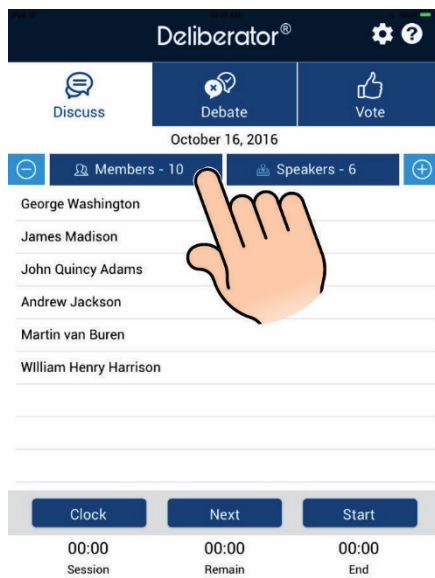 Deliberator®
Discuss Debate Vote
October 16, 2016
Members - 10 Speakers - 6
George Washington
James Madison
John Quincy Adams
Andrew Jackson
Martin van Buren
WIlliam Henry Harrison
Clock Next Start
00:00 00:00 00:00
Session Remain End